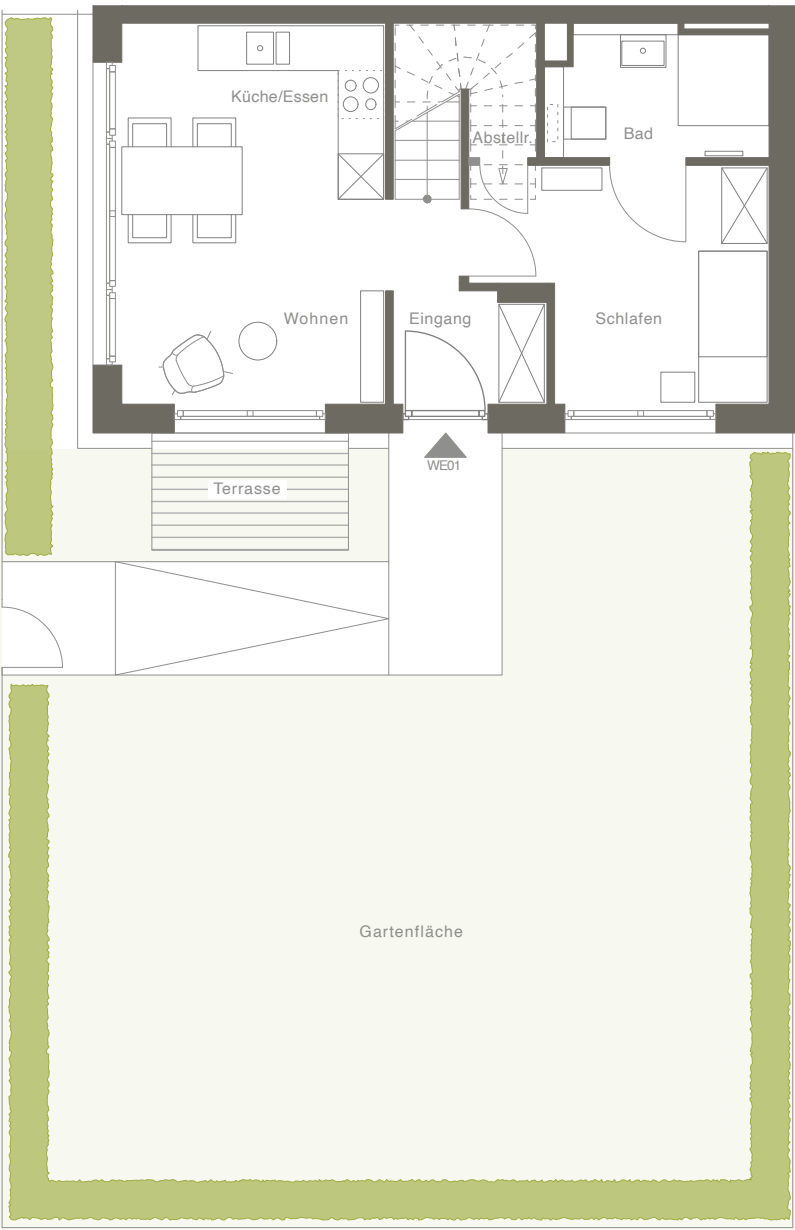 Küche/Essen
Abstellr.
Bad
Wohnen
Eingang
Schlafen
WE01
Terrasse
Gartenfläche